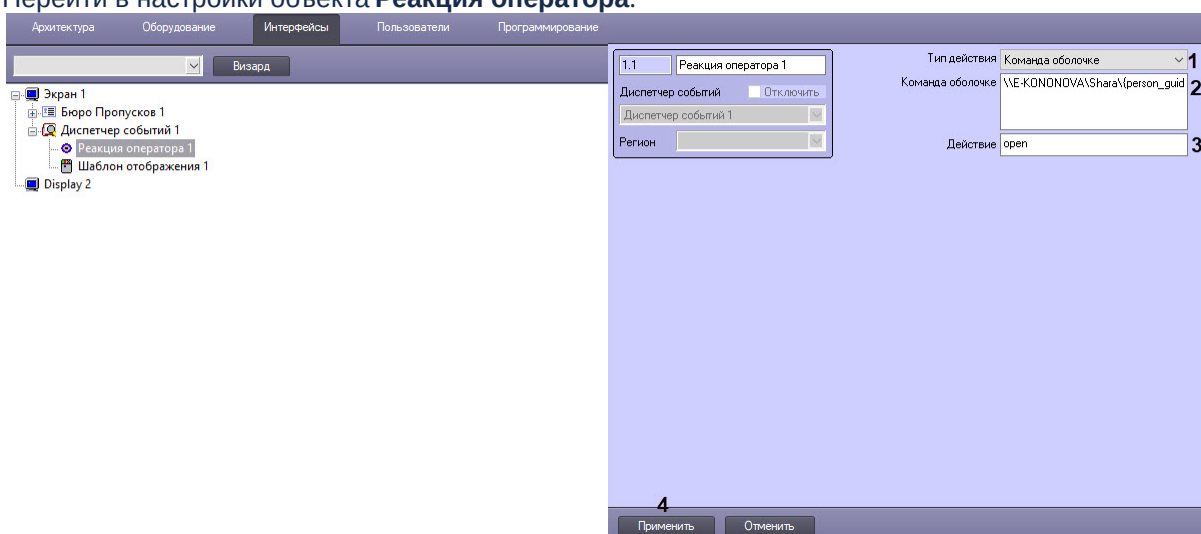 Перейти в настройки объекта Реакция оператора.
Архитектура Оборудование Интерфейсы Пользователи Программирование
Визард
Экран 1
Бюро Пропусков 1
Диспетчер событий 1
Реакция оператора 1
Шаблон отображения 1
Display 2
1.1 Реакция оператора 1
Диспетчер событий Отключить
Диспетчер событий 1
Регион
Тип действия Команда оболочке 1
Команда оболочке \\E-KONONOVA\Shara\{person_guid 2
Действие open 3
4
Применить Отменить